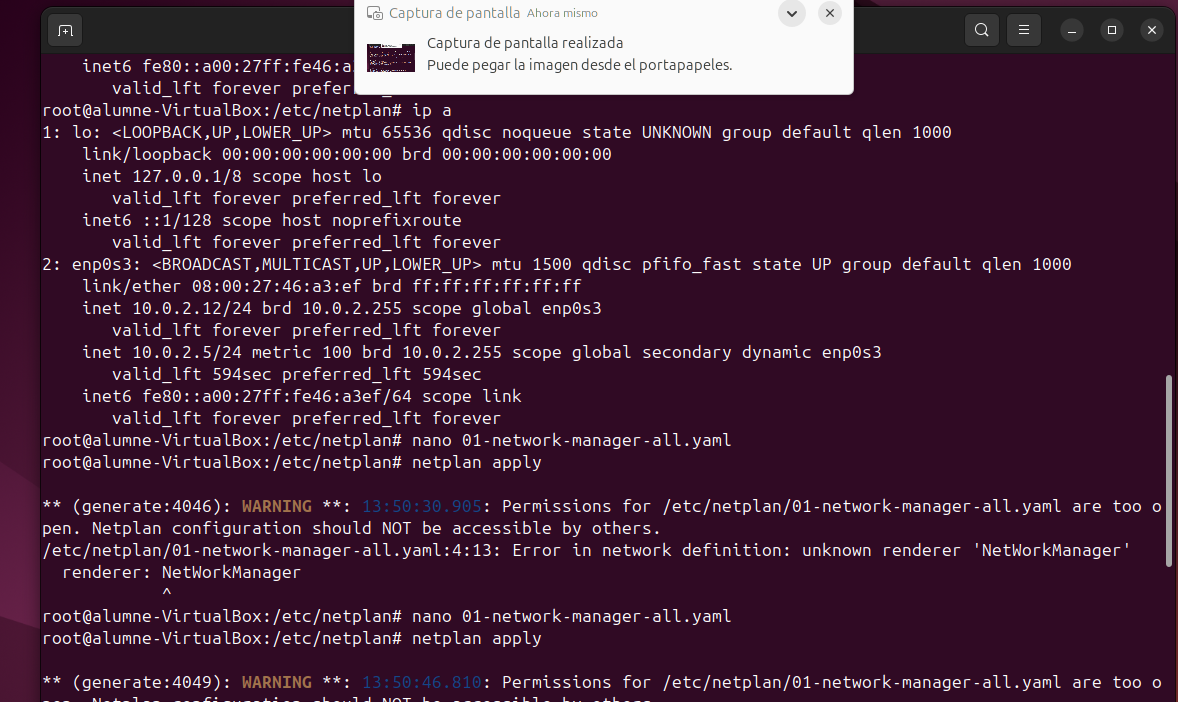 Captura de pantalla Ahora mismo
Captura de pantalla realizada
Puede pegar la imagen desde el portapapeles.
inet6 fe80::a00:27ff:fe46:a
valid_lft forever prefer
root@alumne-VirtualBox:/etc/netplan# ip a
1: lo: <LOOPBACK,UP,LOWER_UP> mtu 65536 qdisc noqueue state UNKNOWN group default qlen 1000
link/loopback 00:00:00:00:00:00 brd 00:00:00:00:00:00
inet 127.0.0.1/8 scope host lo
valid_lft forever preferred_lft forever
inet6 ::1/128 scope host noprefixroute
valid_lft forever preferred_lft forever
2: enp0s3: <BROADCAST,MULTICAST,UP,LOWER_UP> mtu 1500 qdisc pfifo_fast state UP group default qlen 1000
link/ether 08:00:27:46:a3:ef brd ff:ff:ff:ff:ff:ff
inet 10.0.2.12/24 brd 10.0.2.255 scope global enp0s3
valid_lft forever preferred_lft forever
inet 10.0.2.5/24 metric 100 brd 10.0.2.255 scope global secondary dynamic enp0s3
valid_lft 594sec preferred_lft 594sec
inet6 fe80::a00:27ff:fe46:a3ef/64 scope link
valid_lft forever preferred_lft forever
root@alumne-VirtualBox:/etc/netplan# nano 01-network-manager-all.yaml
root@alumne-VirtualBox:/etc/netplan# netplan apply
** (generate:4046): WARNING **: 13:50:30.905: Permissions for /etc/netplan/01-network-manager-all.yaml are too o
pen. Netplan configuration should NOT be accessible by others.
/etc/netplan/01-network-manager-all.yaml:4:13: Error in network definition: unknown renderer 'NetWorkManager'
renderer: NetWorkManager
^
root@alumne-VirtualBox:/etc/netplan# nano 01-network-manager-all.yaml
root@alumne-VirtualBox:/etc/netplan# netplan apply
** (generate:4049): WARNING **: 13:50:46.810: Permissions for /etc/netplan/01-network-manager-all.yaml are too o